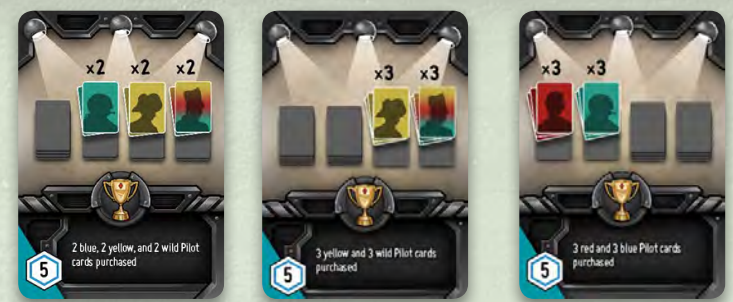 ×2 ×2 ×2
2 blue, 2 yellow, and 2 wild Pilot
cards purchased
5
×3 ×3
3 yellow and 3 wild Pilot cards
purchased
5
×3 ×3
3 red and 3 blue Pilot cards
purchased
5